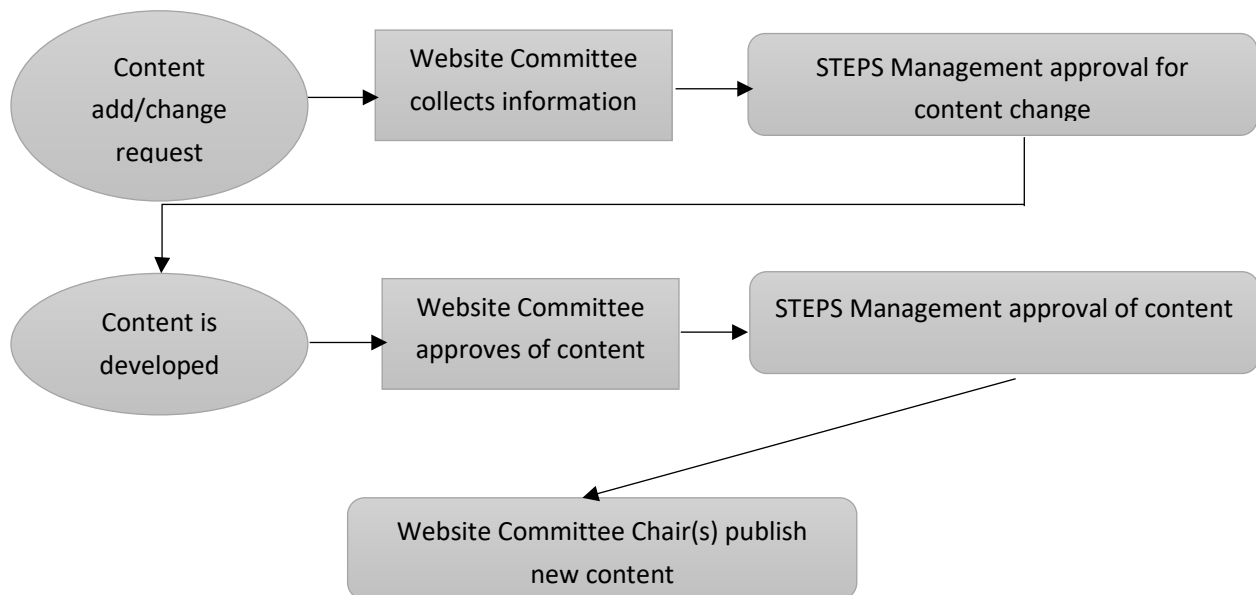 Content
add/change
request
Website Committee
collects information
STEPS Management approval for
content change
Content is
developed
Website Committee
approves of content
STEPS Management approval of content
Website Committee Chair(s) publish
new content